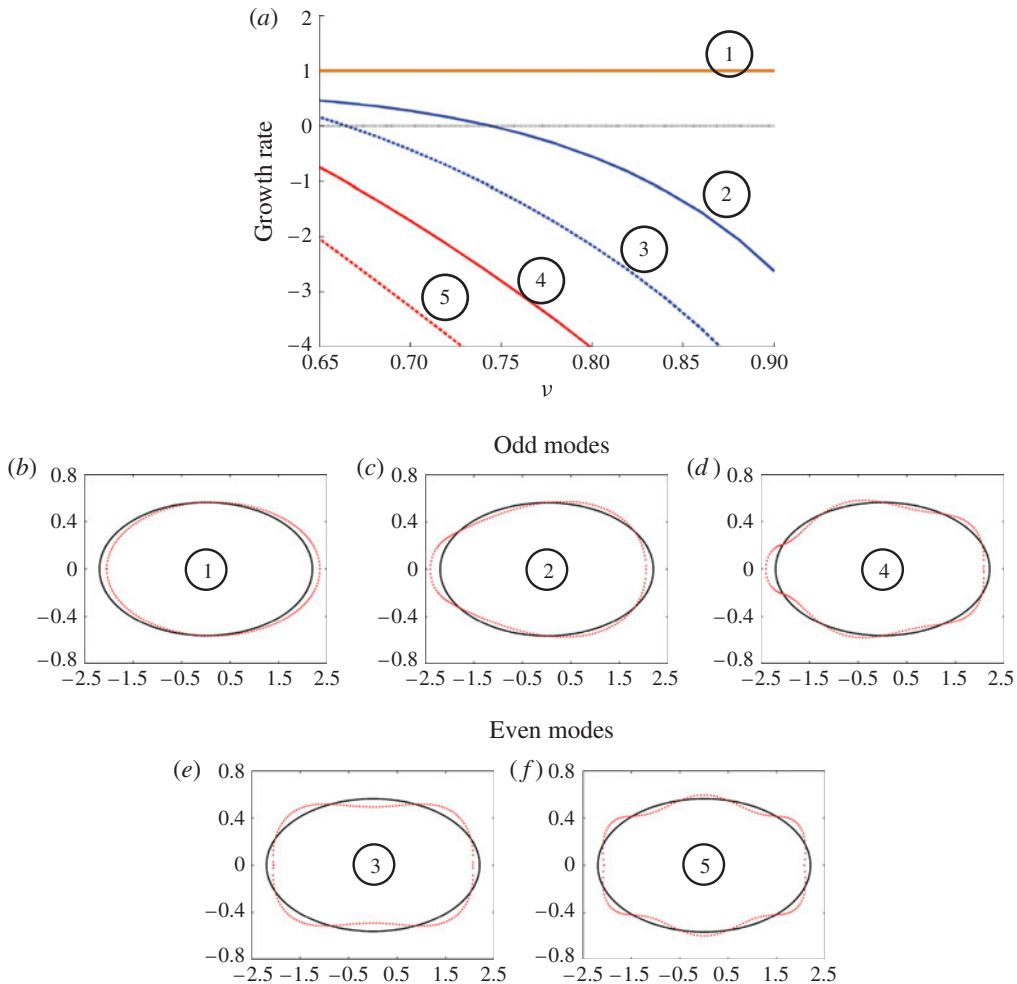 (a)
2
1
0
−1
−2
−3
−4
Growth rate
1
2
3
4
5
0.65 0.70 0.75 0.80 0.85 0.90
ν
Odd modes
(b) (c) (d)
0.8 0.8 0.8
0.4 0.4 0.4
0 1 0 2 0 4
−0.4 −0.4 −0.4
−0.8 −0.8 −0.8
−2.5 −1.5 −0.5 0.5 1.5 2.5 −2.5 −1.5 −0.5 0.5 1.5 2.5 −2.5 −1.5 −0.5 0.5 1.5 2.5
Even modes
(e) (f)
0.8 0.8
0.4 0.4
0 3 0 5
−0.4 −0.4
−0.8 −0.8
−2.5 −1.5 −0.5 0.5 1.5 2.5 −2.5 −1.5 −0.5 0.5 1.5 2.5